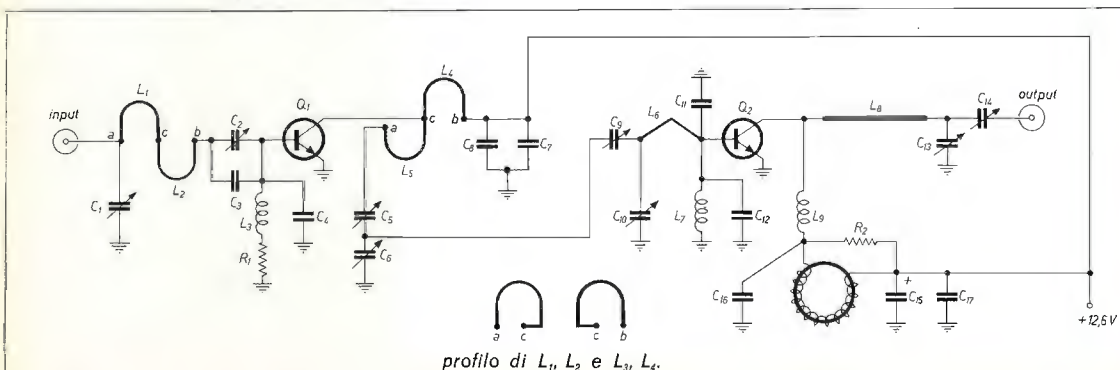 L1
L4
input
a
c
b
C2
Q1
c
b
C11
Q2
L8
C14
output
a
C9
L6
L2
C8
C7
C13
C1
C3
L5
L3
C4
C5
C10
L7
C12
L9
R2
R1
C6
C16
+
C15
C17
a
c
c
b
+12,6V
profilo di L1, L2 e L3, L4.